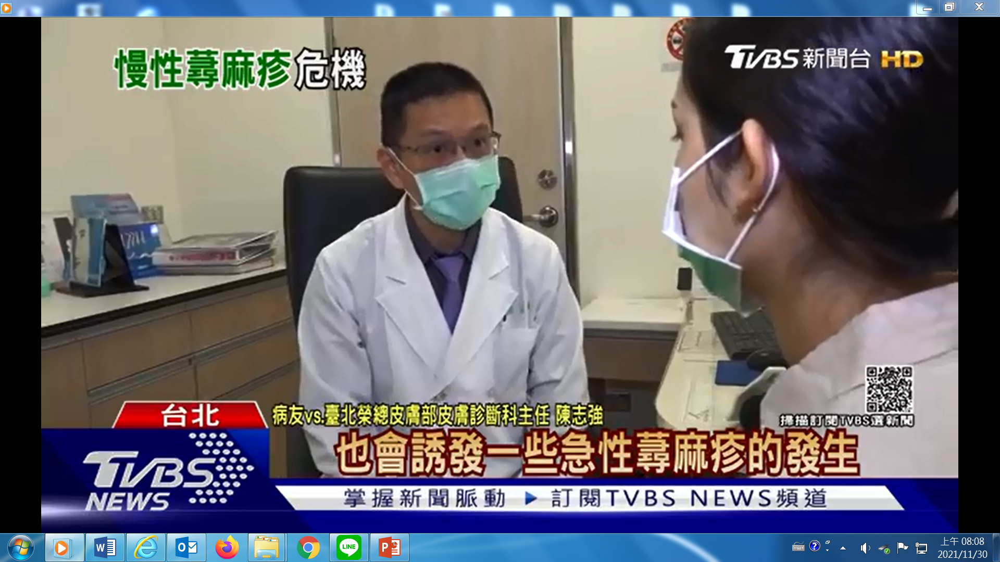 慢性蕁麻疹危機
TVBS新聞台 HD
掃描訂閱TVBS選新聞
台北
病友vs.臺北榮總皮膚部皮膚診斷科主任 陳志強
也會誘發一些急性蕁麻疹的發生
TVBS
NEWS
掌握新聞脈動 ▶ 訂閱TVBS NEWS頻道
LINE
上午 08:08
2021/11/30